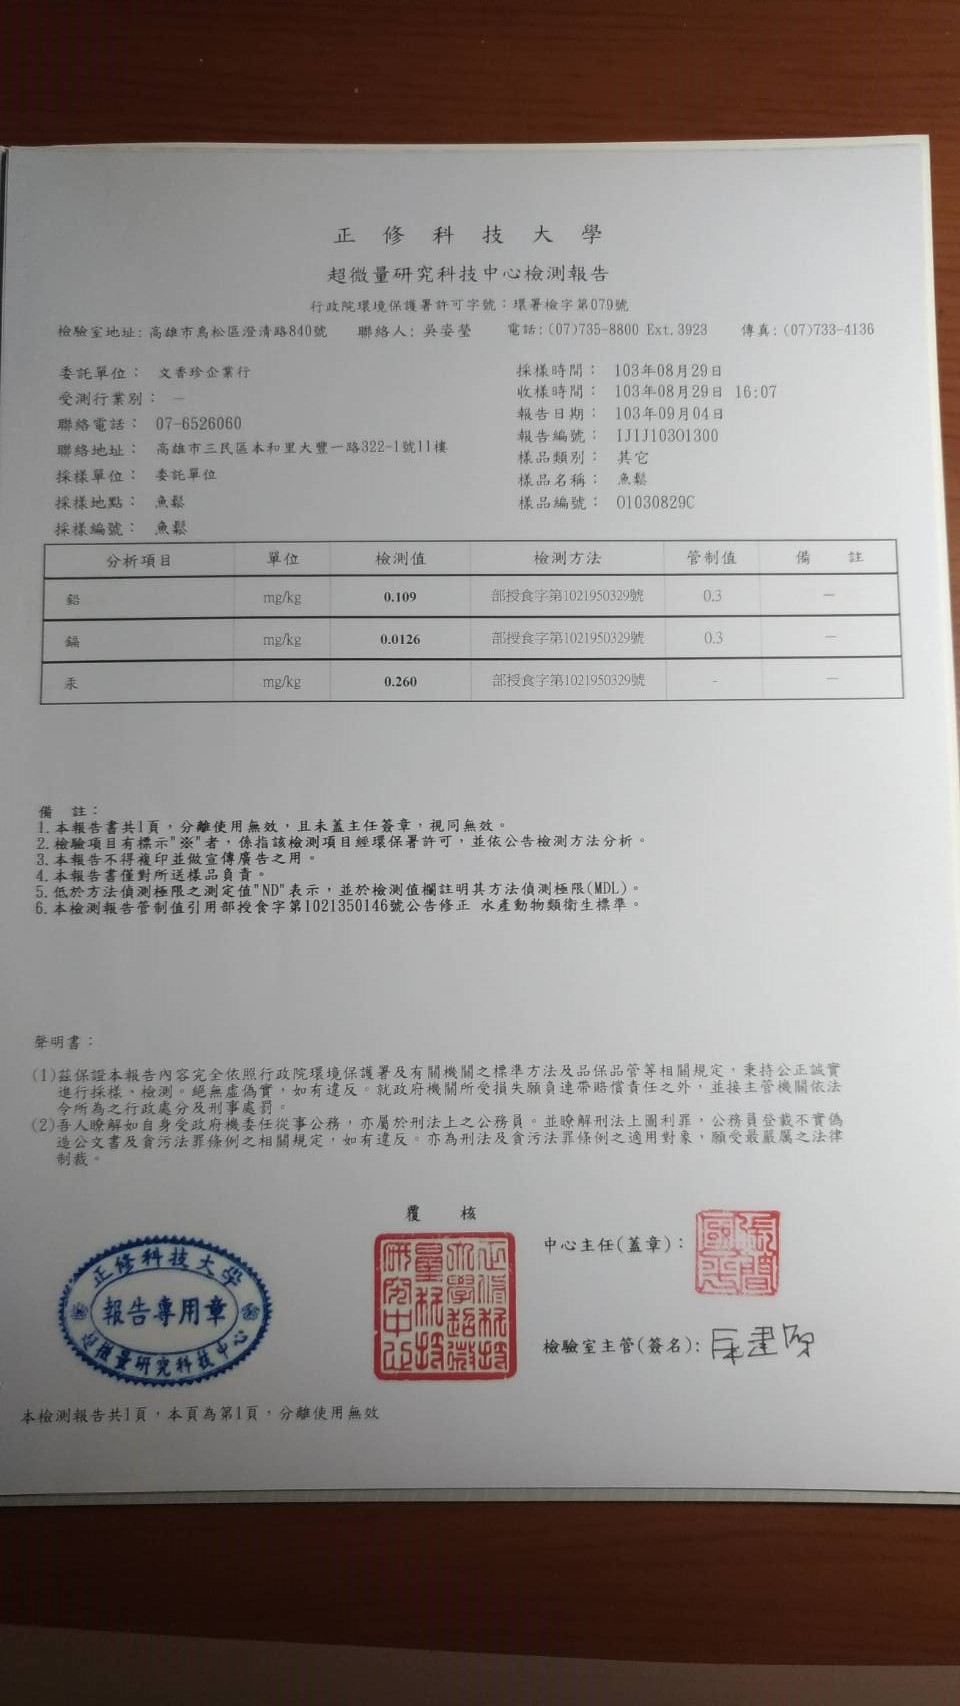 正修科技大學
超微量研究科技中心檢測報告
行政院環境保護署許可字號：環署檢字第079號
檢驗室地址: 高雄市鳥松區澄清路840號 聯絡人: 吳姿瑩 電話:(07)735-8800 Ext.3923 傳真:(07)733-4136
委託單位： 文香珍企業行
受測行業別： －
聯絡電話： 07-6526060
聯絡地址： 高雄市三民區本和里大豐一路322-1號11樓
採樣單位： 委託單位
採樣地點： 魚鬆
採樣編號： 魚鬆
採樣時間： 103年08月29日
收樣時間： 103年08月29日 16:07
報告日期： 103年09月04日
報告編號： IJ1J103O1300
樣品類別： 其它
樣品名稱： 魚鬆
樣品編號： O1030829C
分析項目 單位 檢測值 檢測方法 管制值 備 註
鉛 mg/kg 0.109 部授食字第1021950329號 0.3 －
鎘 mg/kg 0.0126 部授食字第1021950329號 0.3 －
汞 mg/kg 0.260 部授食字第1021950329號 - －
備 註：
1.本報告書共1頁，分離使用無效，且未蓋主任簽章，視同無效。
2.檢驗項目有標示"※"者，係指該檢測項目經環保署許可，並依公告檢測方法分析。
3.本報告不得複印並做宣傳廣告之用。
4.本報告書僅對所送樣品負責。
5.低於方法偵測極限之測定值"ND"表示，並於檢測值欄註明其方法偵測極限(MDL)。
6.本檢測報告管制值引用部授食字第1021350146號公告修正 水產動物類衛生標準。
聲明書：
(1)茲保證本報告內容完全依照行政院環境保護署及有關機關之標準方法及品保品管等相關規定，秉持公正誠實
進行採樣、檢測。絕無虛偽實，如有違反。就政府機關所受損失願負連帶賠償責任之外，並接主管機關依法
令所為之行政處分及刑事處罰。
(2)吾人瞭解如自身受政府機委任從事公務，亦屬於刑法上之公務員。並瞭解刑法上圖利罪，公務員登載不實偽
造公文書及貪污法罪條例之相關規定，如有違反。亦為刑法及貪污法罪條例之適用對象，願受最嚴厲之法律
制裁。
覆 核
正修科技大學
報告專用章
超微量研究科技中心
正修科技大學超微量科技研究中心
中心主任(蓋章)：
檢驗室主管(簽名)：
本檢測報告共1頁，本頁為第1頁，分離使用無效